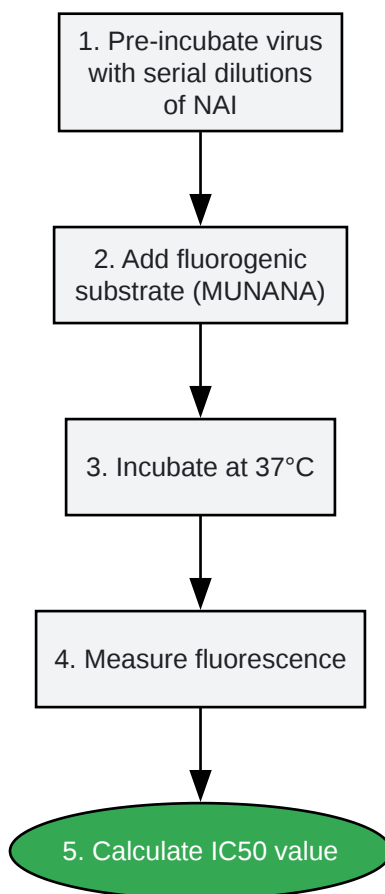 1. Pre-incubate virus
with serial dilutions
of NAI
2. Add fluorogenic
substrate (MUNANA)
3. Incubate at 37°C
4. Measure fluorescence
5. Calculate IC50 value